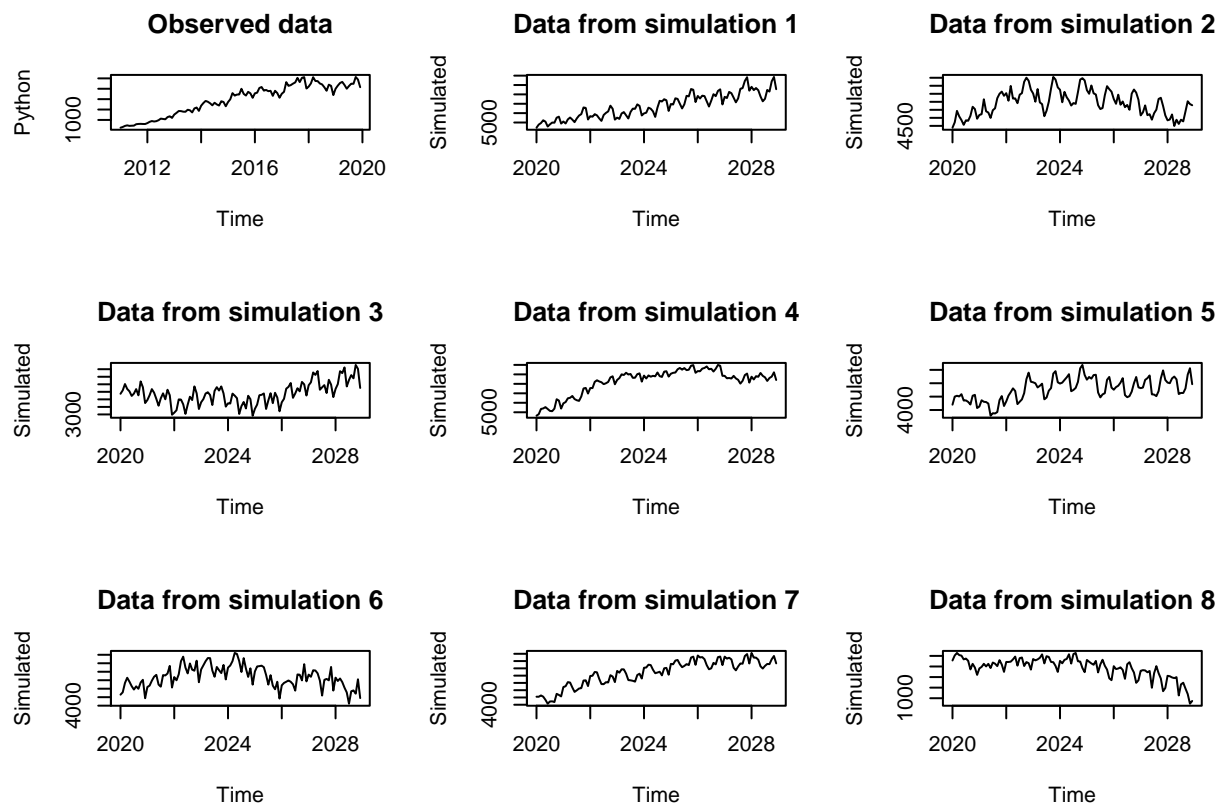 Observed data
Python
1000
2012 2016 2020
Time
Data from simulation 1
Simulated
5000
2020 2024 2028
Time
Data from simulation 2
Simulated
4500
2020 2024 2028
Time
Data from simulation 3
Simulated
3000
2020 2024 2028
Time
Data from simulation 4
Simulated
5000
2020 2024 2028
Time
Data from simulation 5
Simulated
4000
2020 2024 2028
Time
Data from simulation 6
Simulated
4000
2020 2024 2028
Time
Data from simulation 7
Simulated
4000
2020 2024 2028
Time
Data from simulation 8
Simulated
1000
2020 2024 2028
Time